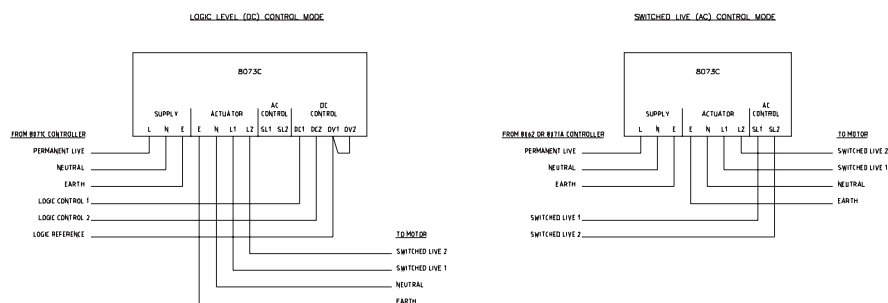 LOGIC LEVEL (DC) CONTROL MODE
8073C
SUPPLY ACTUATOR AC CONTROL DC CONTROL
L N E E N L1 L2 SL1 SL2 DC1 DC2 DV1 DV2
FROM 8071C CONTROLLER
PERMANENT LIVE
NEUTRAL
EARTH
LOGIC CONTROL 1
LOGIC CONTROL 2
LOGIC REFERENCE
TO MOTOR
SWITCHED LIVE 2
SWITCHED LIVE 1
NEUTRAL
EARTH
SWITCHED LIVE (AC) CONTROL MODE
8073C
SUPPLY ACTUATOR AC CONTROL
L N E E N L1 L2 SL1 SL2
FROM 8062 OR 8071A CONTROLLER
PERMANENT LIVE
NEUTRAL
EARTH
SWITCHED LIVE 1
SWITCHED LIVE 2
TO MOTOR
SWITCHED LIVE 2
SWITCHED LIVE 1
NEUTRAL
EARTH